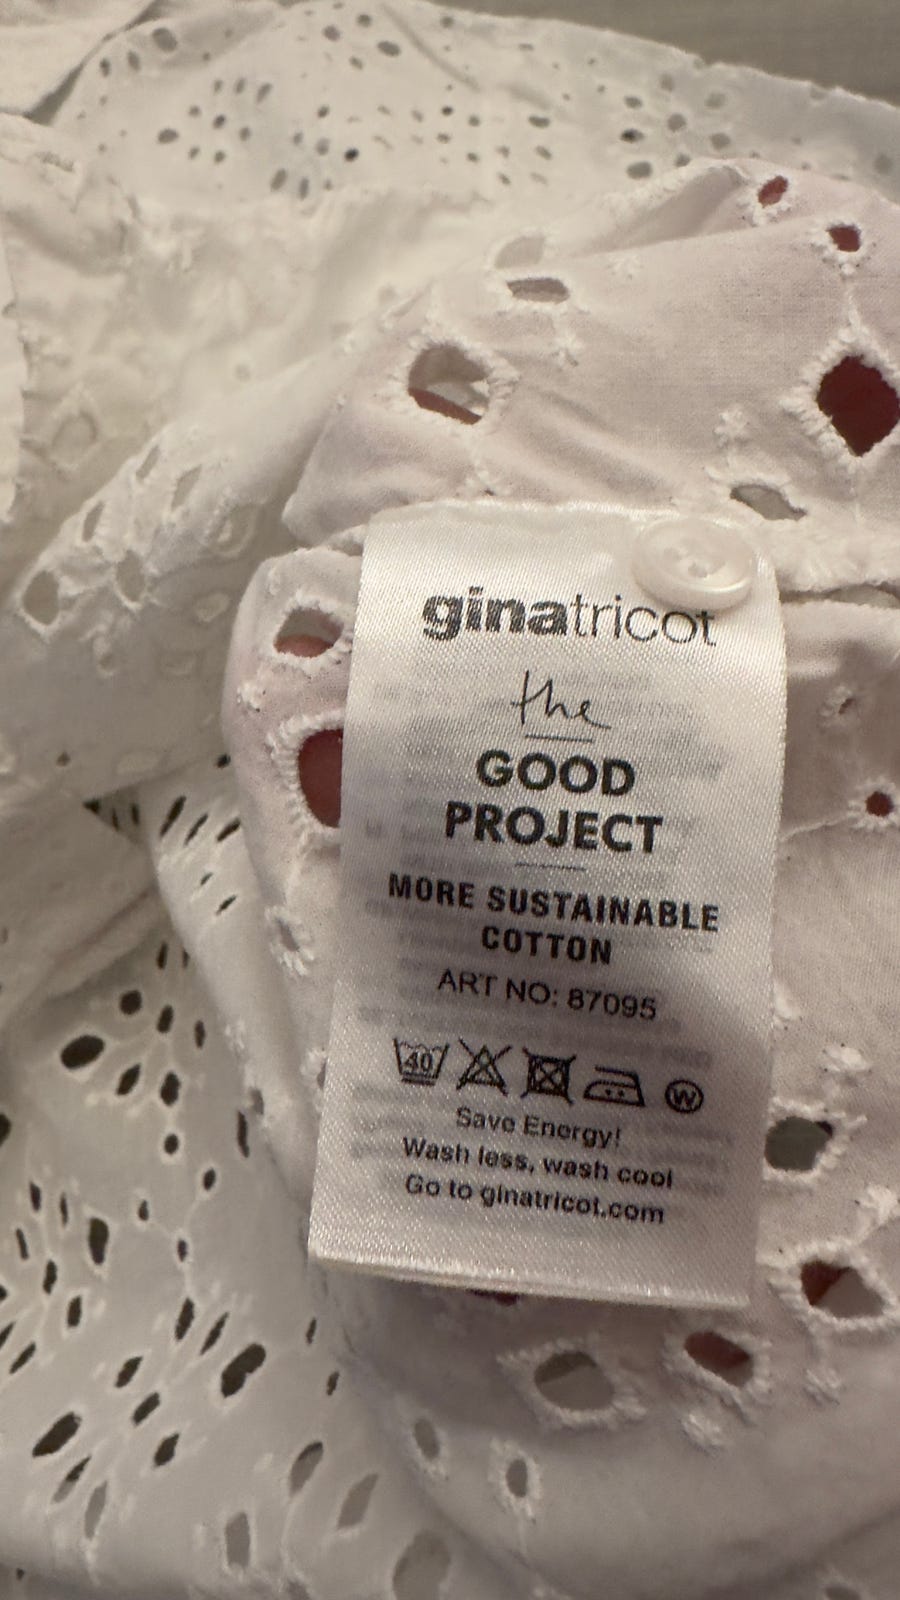 ginatricot
the
GOOD
PROJECT
MORE SUSTAINABLE
COTTON
ART NO: 87095
40 W
Save Energy!
Wash less, wash cool
Go to ginatricot.com